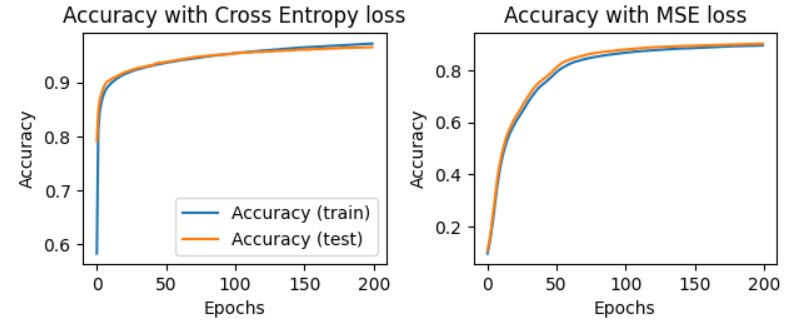 Accuracy with Cross Entropy loss
Accuracy
0.9
0.8
0.7
0.6
Accuracy (train)
Accuracy (test)
0 50 100 150 200
Epochs
Accuracy with MSE loss
Accuracy
0.8
0.6
0.4
0.2
0 50 100 150 200
Epochs